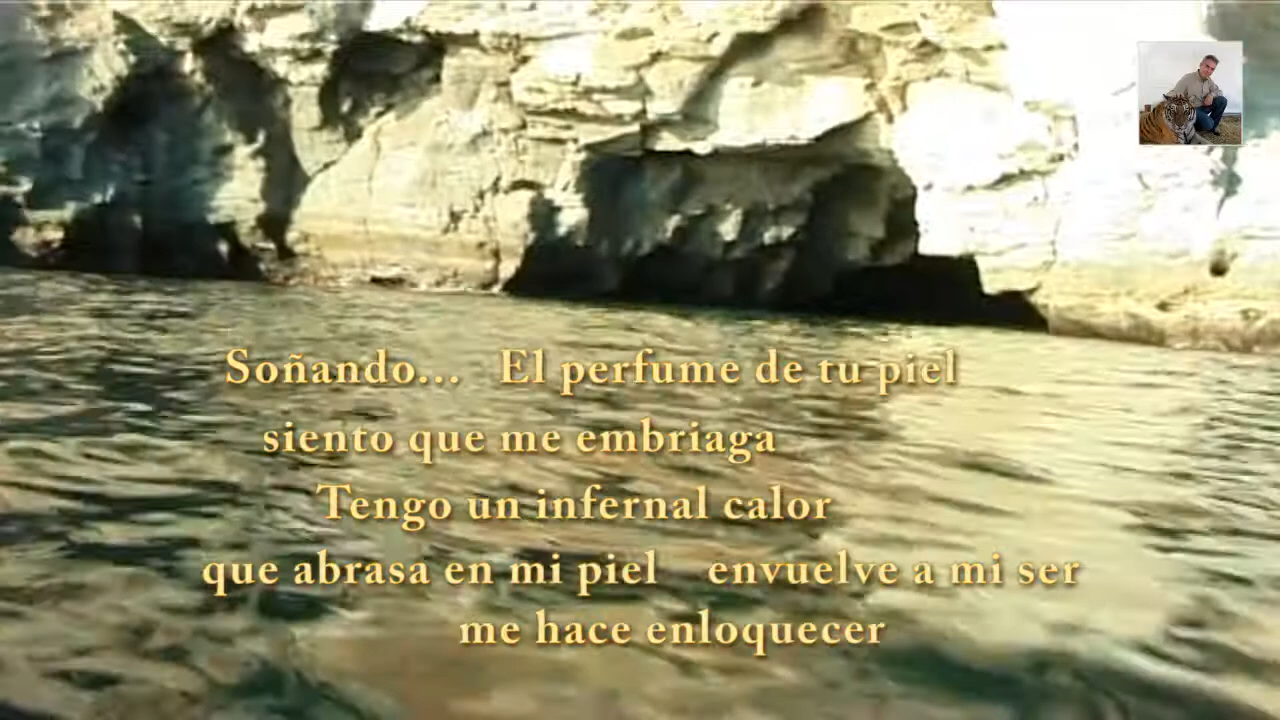 Soñando... El perfume de tu piel
siento que me embriaga
Tengo un infernal calor
que abrasa en mi piel envuelve a mi ser
me hace enloquecer